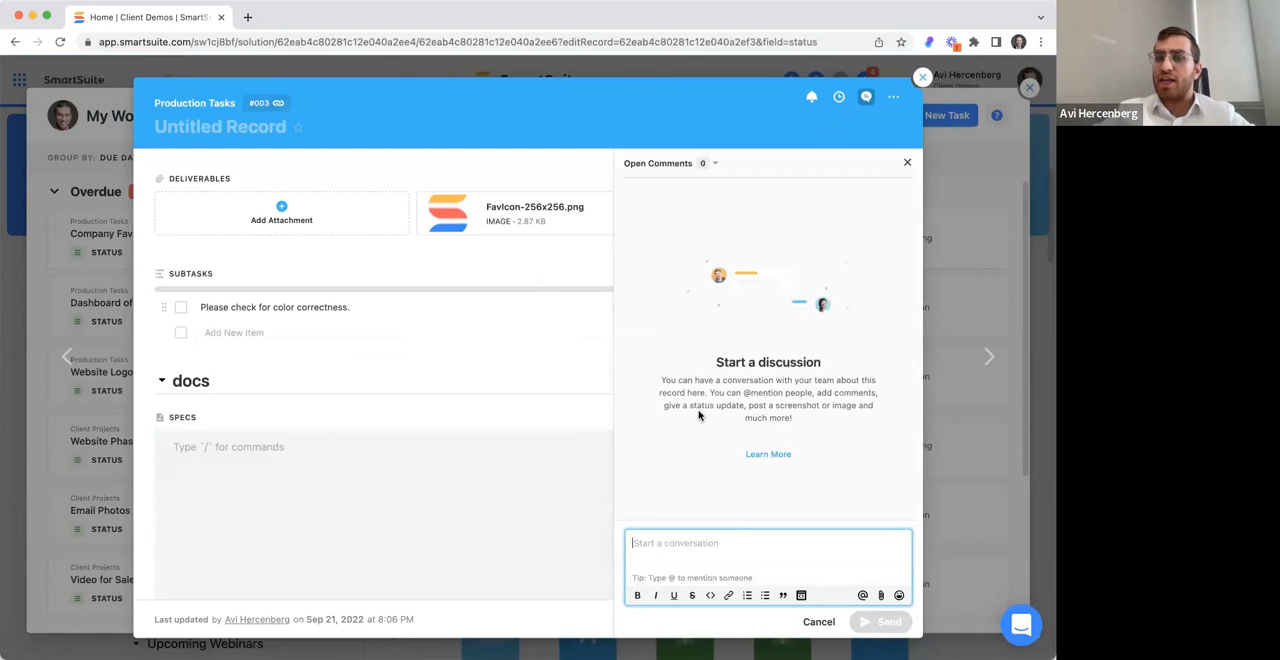 Home | Client Demos | SmartS
app.smartsuite.com/sw1cj8bf/solution/62eab4c80281c12e040a2ee4/62eab4c80281c12e040a2ee6?editRecord=62eab4c80281c12e040a2ef3&field=status
SmartSuite
4
Avi Hercenberg
Avi Hercenberg
My Wo
New Task
?
GROUP BY: DUE DA
Overdue
Production Tasks
Company Fav
STATUS
Production Tasks
Dashboard of
STATUS
Production Tasks
Website Logo
STATUS
Client Projects
Website Phas
STATUS
Client Projects
Email Photos
STATUS
Client Projects
Video for Sale
STATUS
Upcoming Webinars
Production Tasks #003
Untitled Record
DELIVERABLES
Add Attachment
FavIcon-256x256.png
IMAGE • 2.87 KB
SUBTASKS
Please check for color correctness.
Add New Item
docs
SPECS
Type `/` for commands
Last updated by Avi Hercenberg on Sep 21, 2022 at 8:06 PM
Open Comments 0
Start a discussion
You can have a conversation with your team about this
record here. You can @mention people, add comments,
give a status update, post a screenshot or image and
much more!
Learn More
Start a conversation
Tip: Type @ to mention someone
B I U S
Cancel
Send